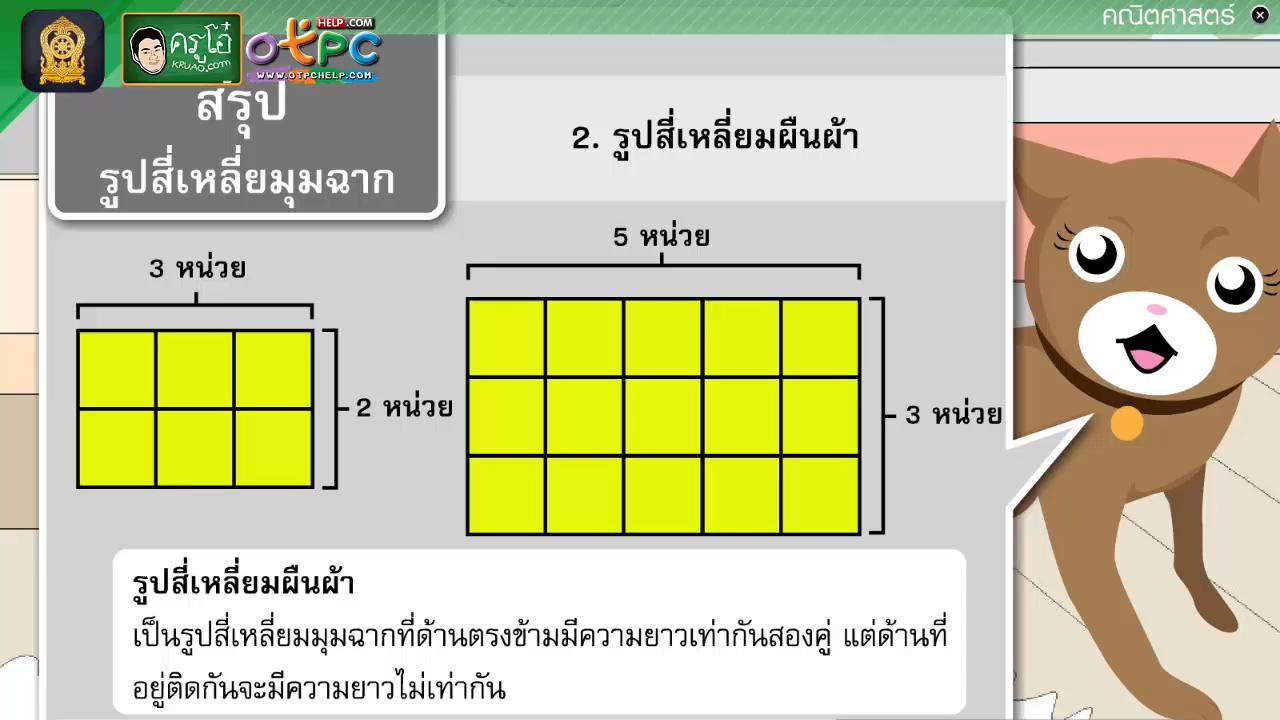 คณิตศาสตร์
ครูโอ๋
KRUAO.com
HELP.COM
OTPC
WWW.OTPCHELP.COM
สรุป
รูปสี่เหลี่ยมมุมฉาก
2. รูปสี่เหลี่ยมผืนผ้า
3 หน่วย
2 หน่วย
5 หน่วย
3 หน่วย
รูปสี่เหลี่ยมผืนผ้า
เป็นรูปสี่เหลี่ยมมุมฉากที่ด้านตรงข้ามมีความยาวเท่ากันสองคู่ แต่ด้านที่
อยู่ติดกันจะมีความยาวไม่เท่ากัน